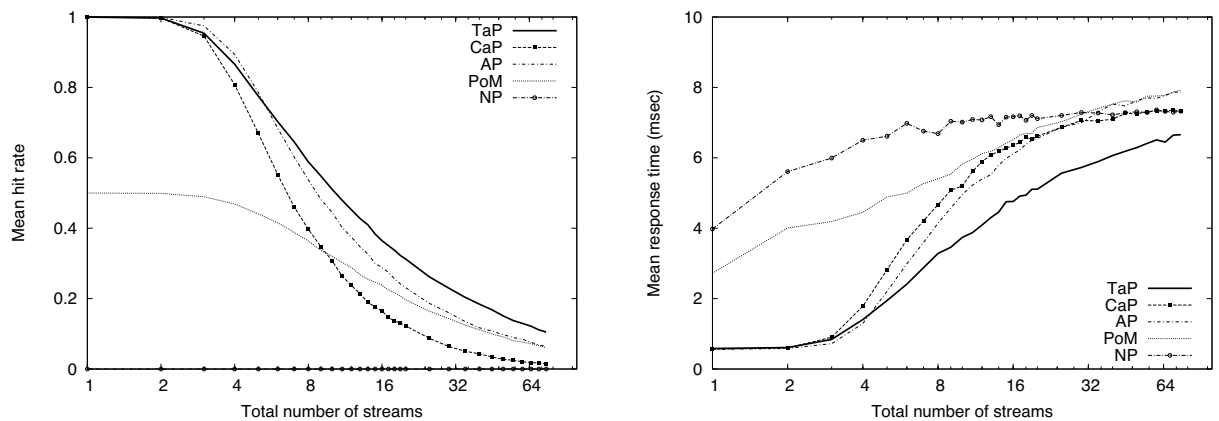 1
0.8
0.6
0.4
0.2
0
1
2
4
8
16
32
64
Mean hit rate
Total number of streams
TaP
CaP
AP
PoM
NP
10
8
6
4
2
0
1
2
4
8
16
32
64
Mean response time (msec)
Total number of streams
TaP
CaP
AP
PoM
NP